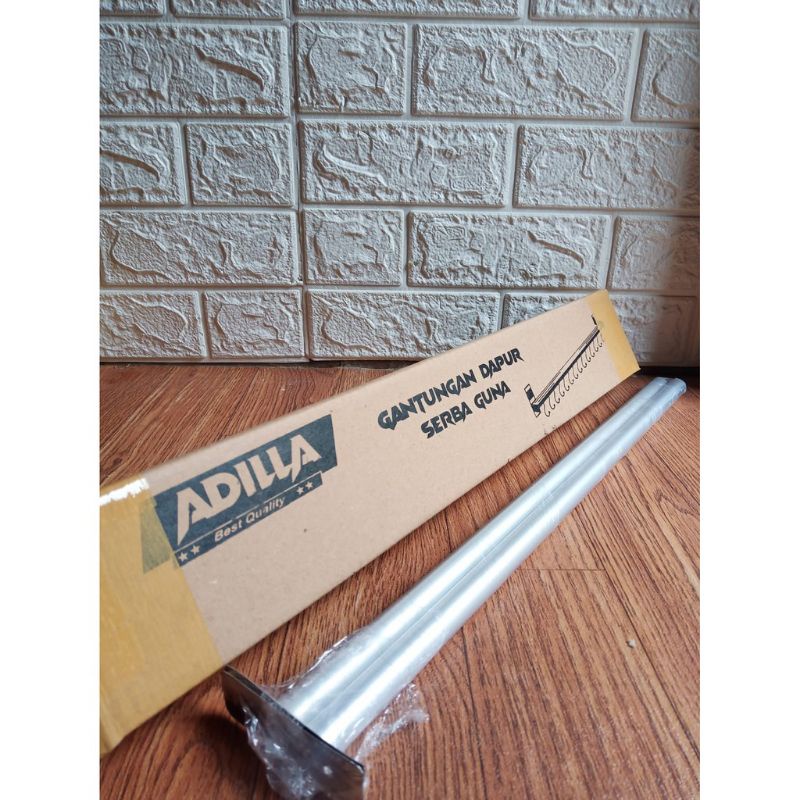 ADILLA
Best Quality
GANTUNGAN DAPUR
SERBA GUNA